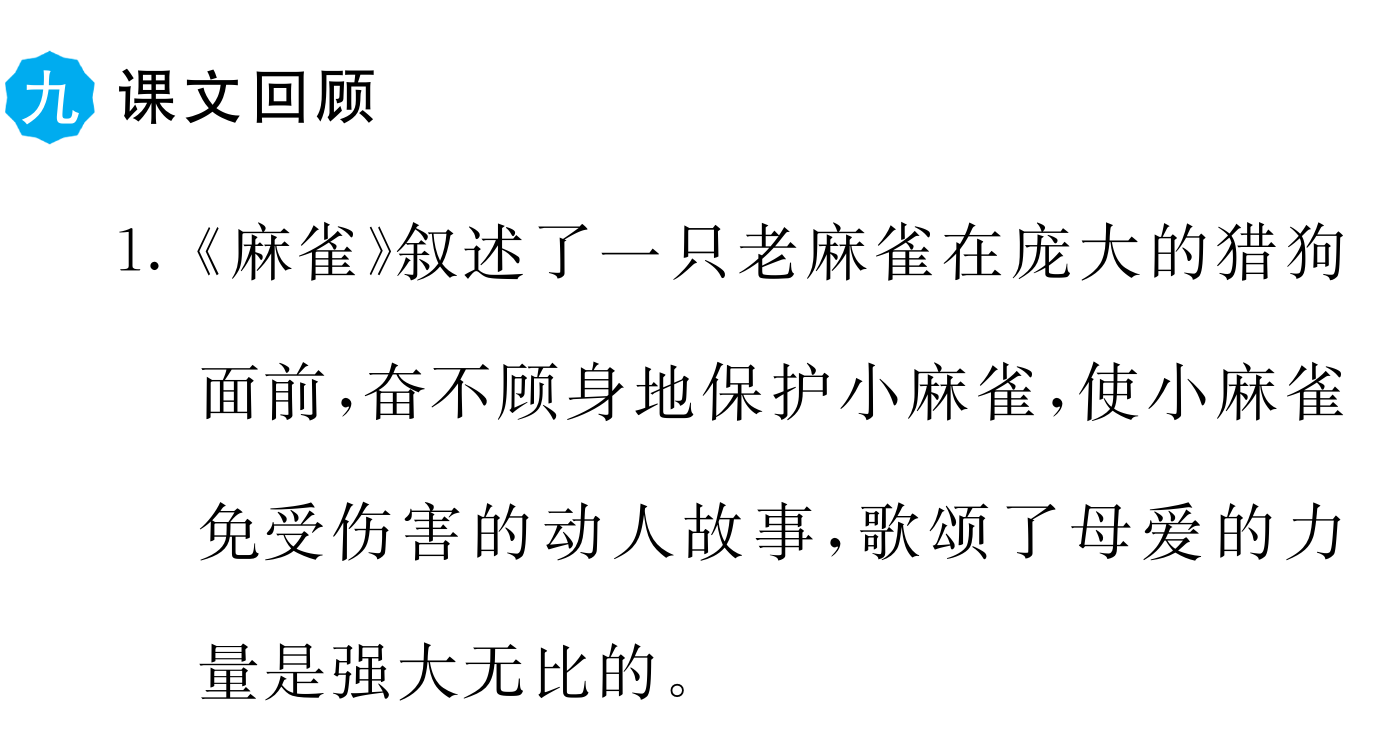 九 课文回顾
1.《麻雀》叙述了一只老麻雀在庞大的猎狗
面前,奋不顾身地保护小麻雀,使小麻雀
免受伤害的动人故事,歌颂了母爱的力
量是强大无比的。